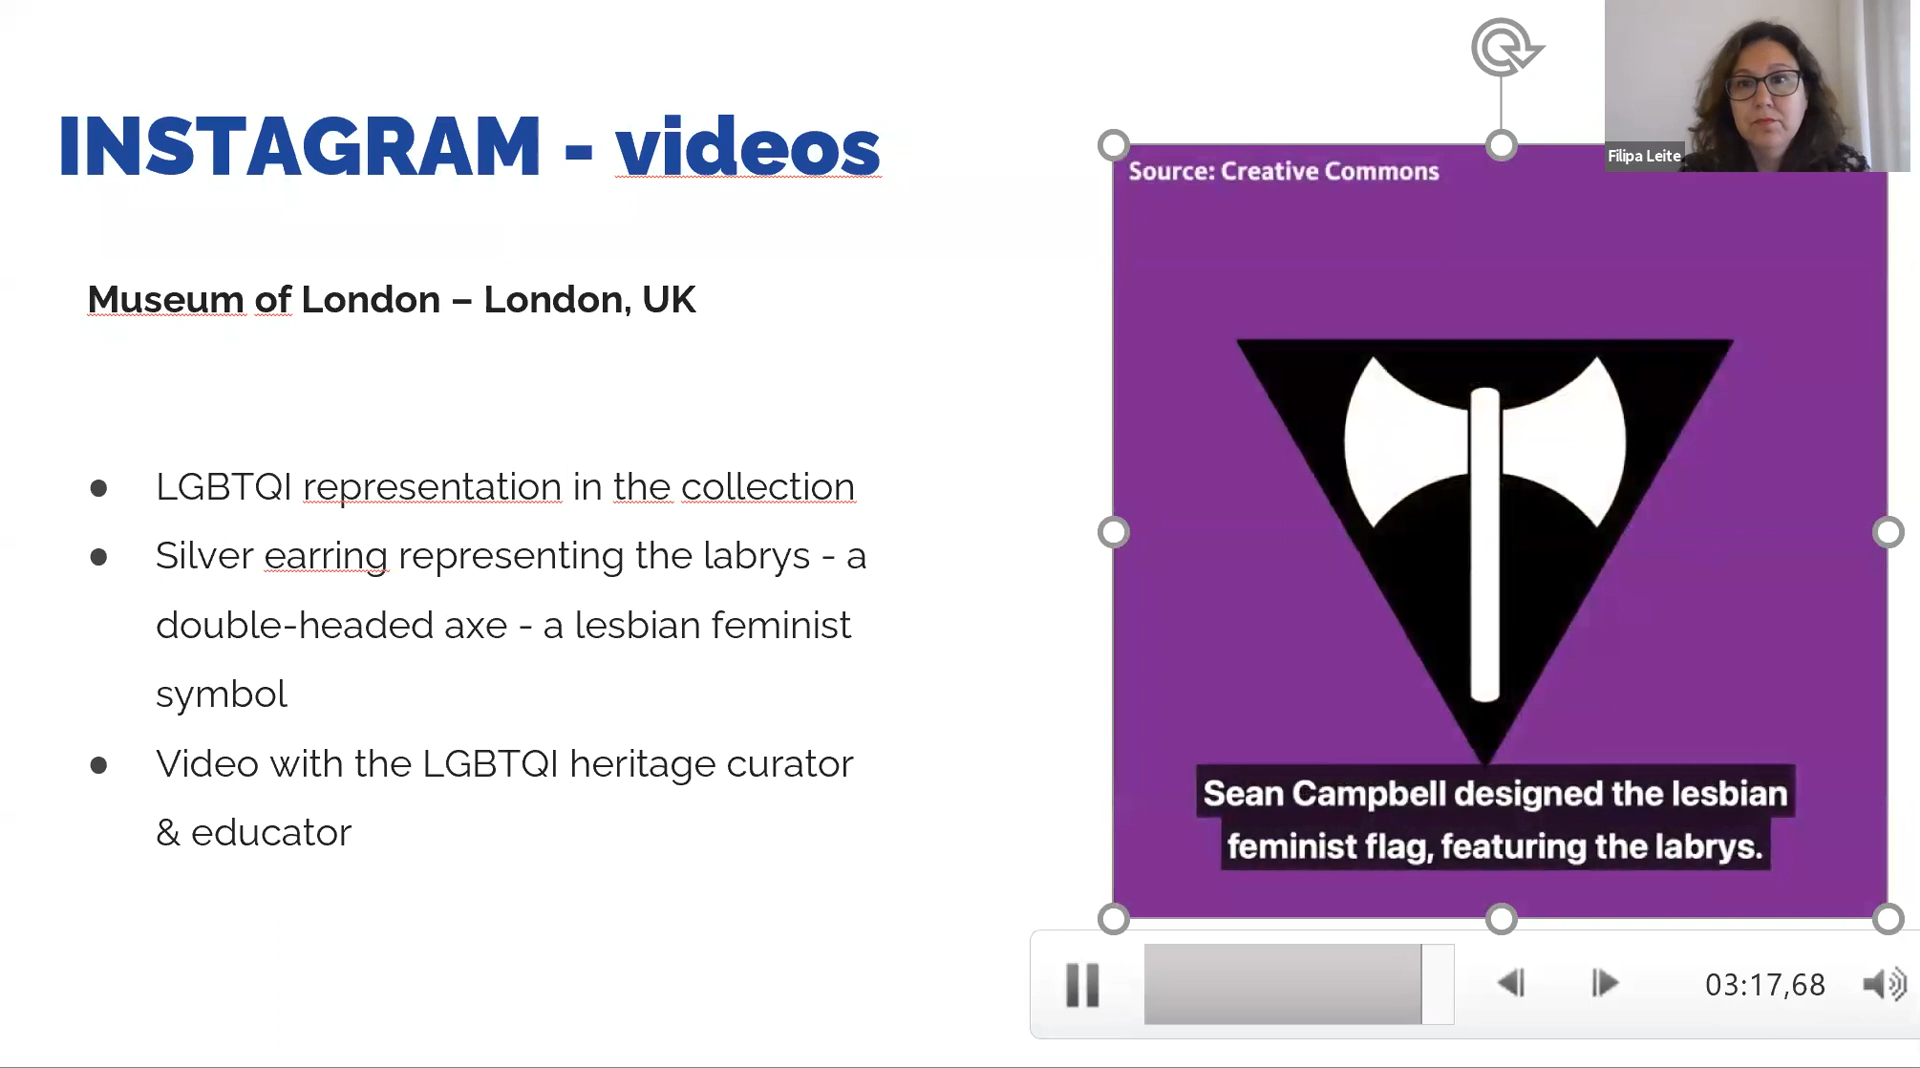 INSTAGRAM - videos
Museum of London – London, UK
● LGBTQI representation in the collection
● Silver earring representing the labrys - a
double-headed axe - a lesbian feminist
symbol
● Video with the LGBTQI heritage curator
& educator
Filipa Leite
Source: Creative Commons
Sean Campbell designed the lesbian
feminist flag, featuring the labrys.
03:17,68